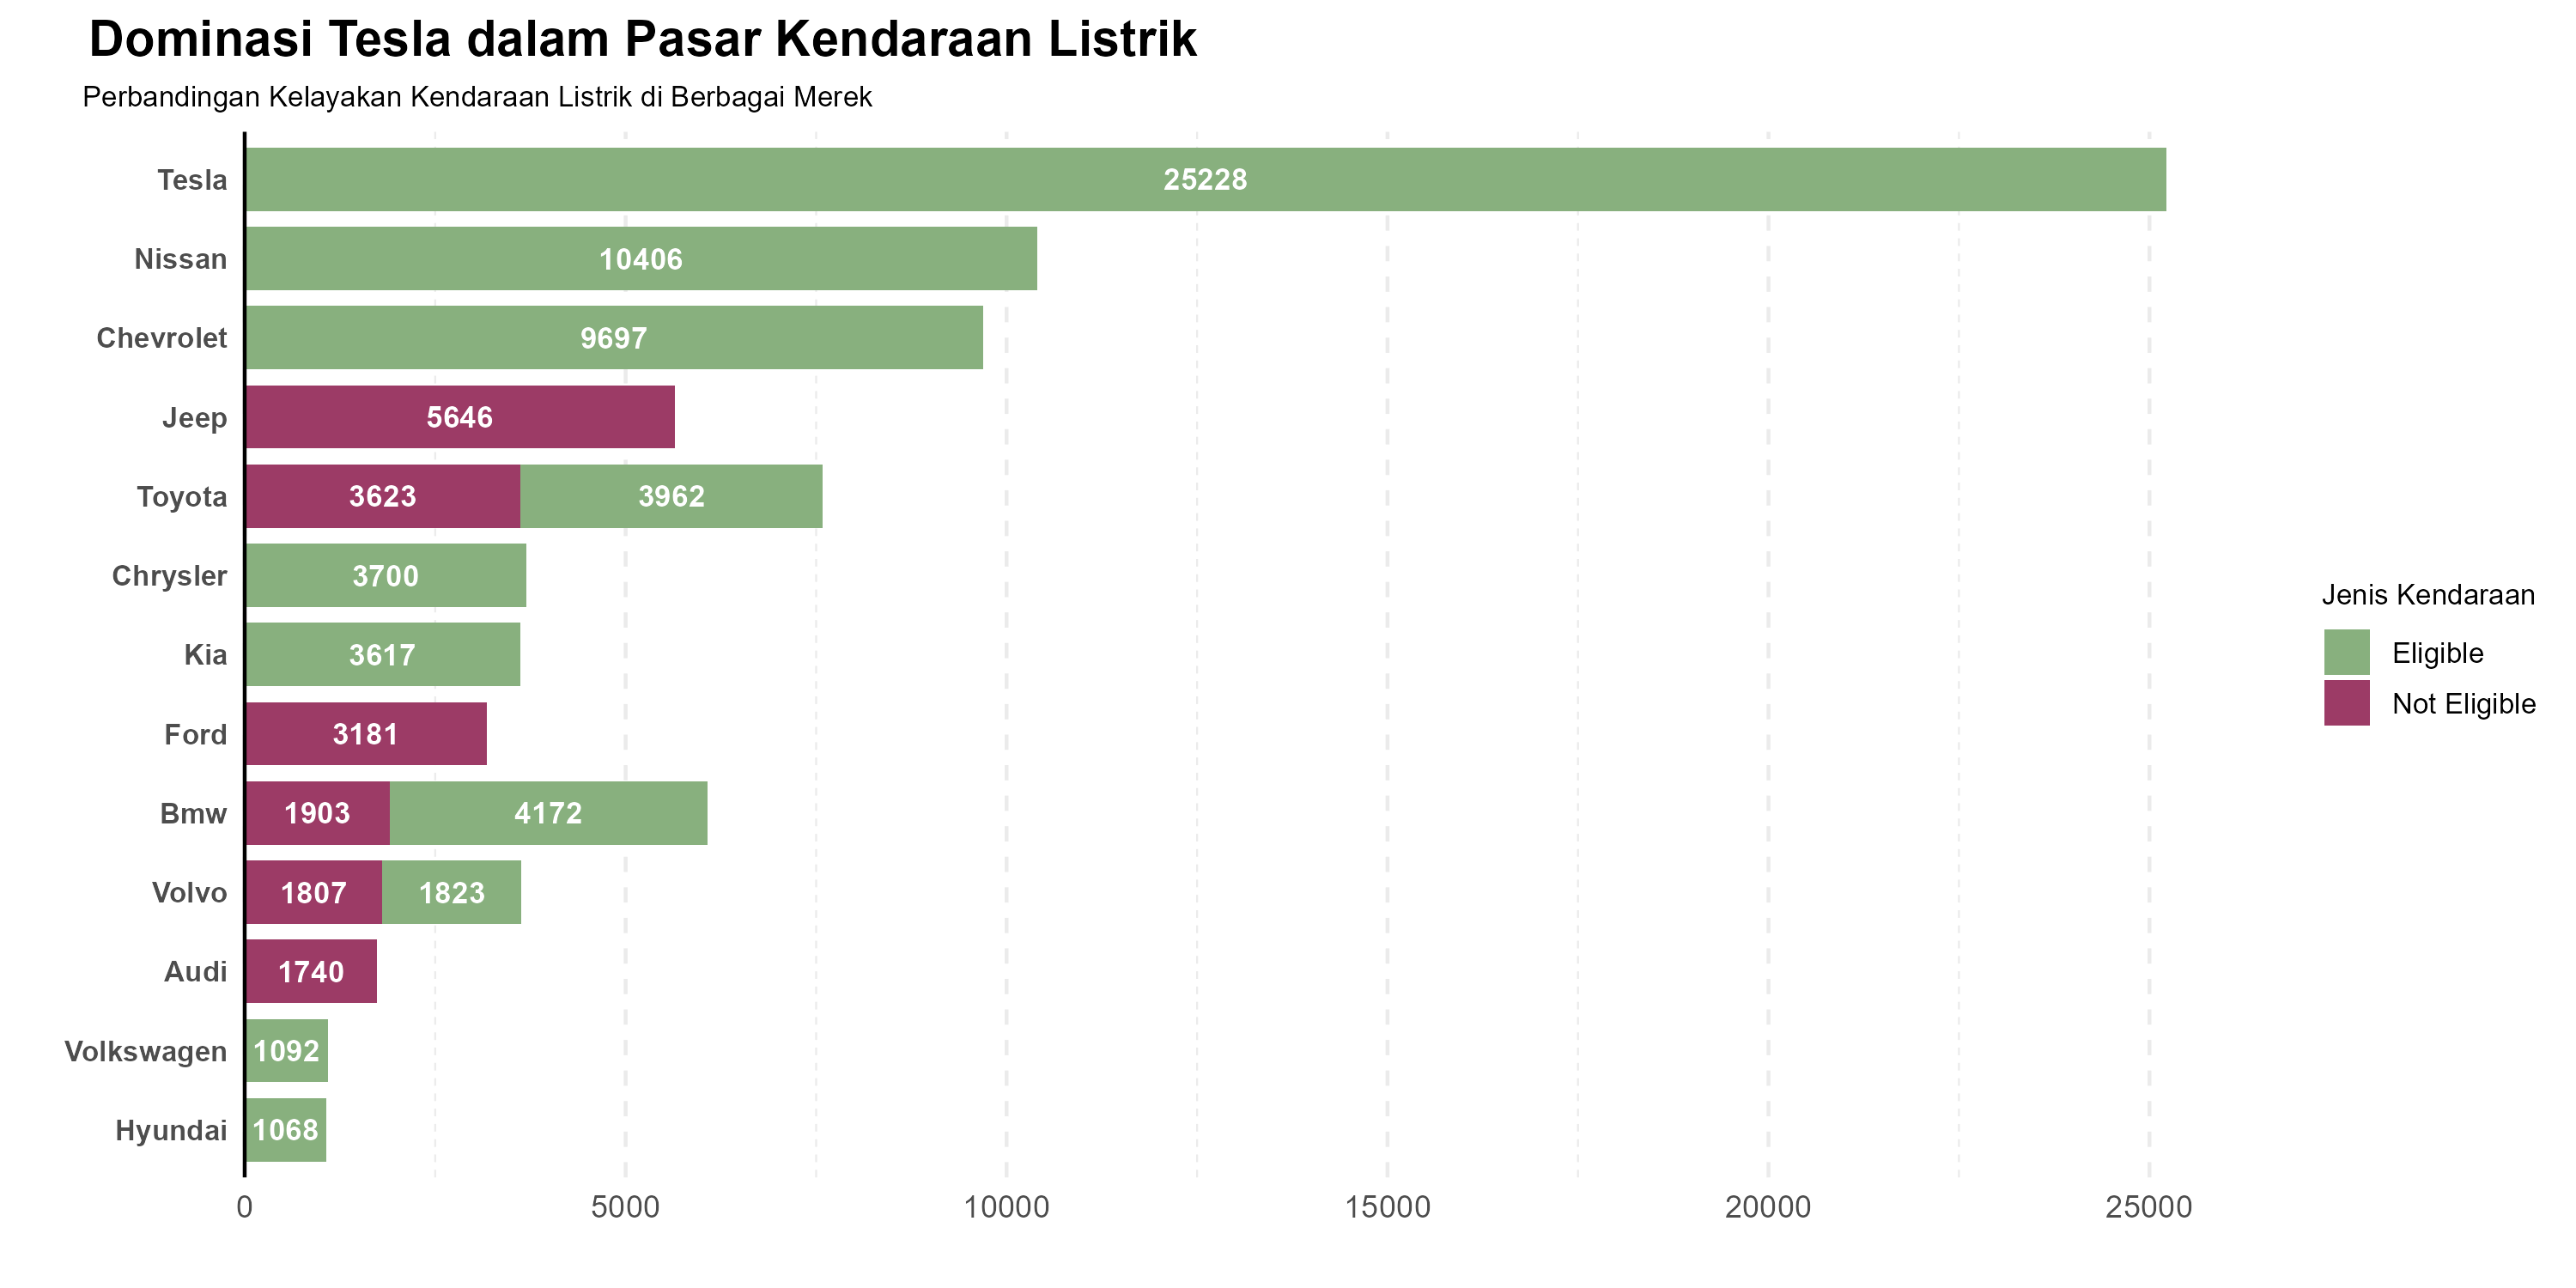 Dominasi Tesla dalam Pasar Kendaraan Listrik
Perbandingan Kelayakan Kendaraan Listrik di Berbagai Merek
Tesla 25228
Nissan 10406
Chevrolet 9697
Jeep 5646
Toyota 3623 3962
Chrysler 3700
Kia 3617
Ford 3181
Bmw 1903 4172
Volvo 1807 1823
Audi 1740
Volkswagen 1092
Hyundai 1068
0 5000 10000 15000 20000 25000
Jenis Kendaraan
Eligible
Not Eligible